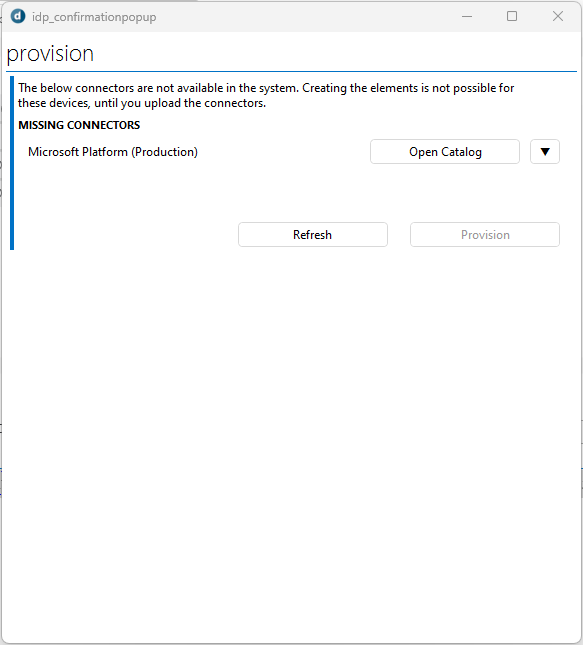 idp_confirmationpopup
provision
The below connectors are not available in the system. Creating the elements is not possible for
these devices, until you upload the connectors.
MISSING CONNECTORS
Microsoft Platform (Production)
Open Catalog
Refresh
Provision